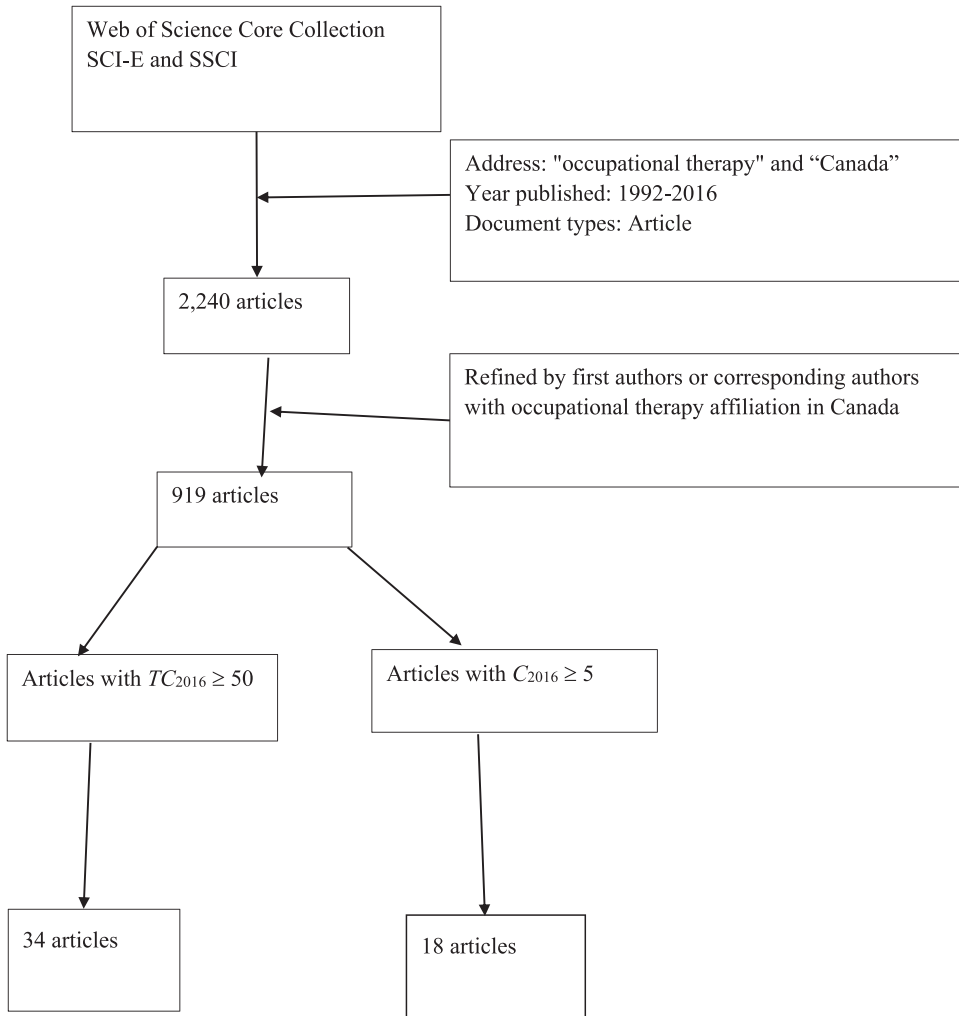 Web of Science Core Collection
SCI-E and SSCI
Address: "occupational therapy" and “Canada”
Year published: 1992-2016
Document types: Article
2,240 articles
Refined by first authors or corresponding authors
with occupational therapy affiliation in Canada
919 articles
Articles with TC2016 ≥ 50
Articles with C2016 ≥ 5
34 articles
18 articles